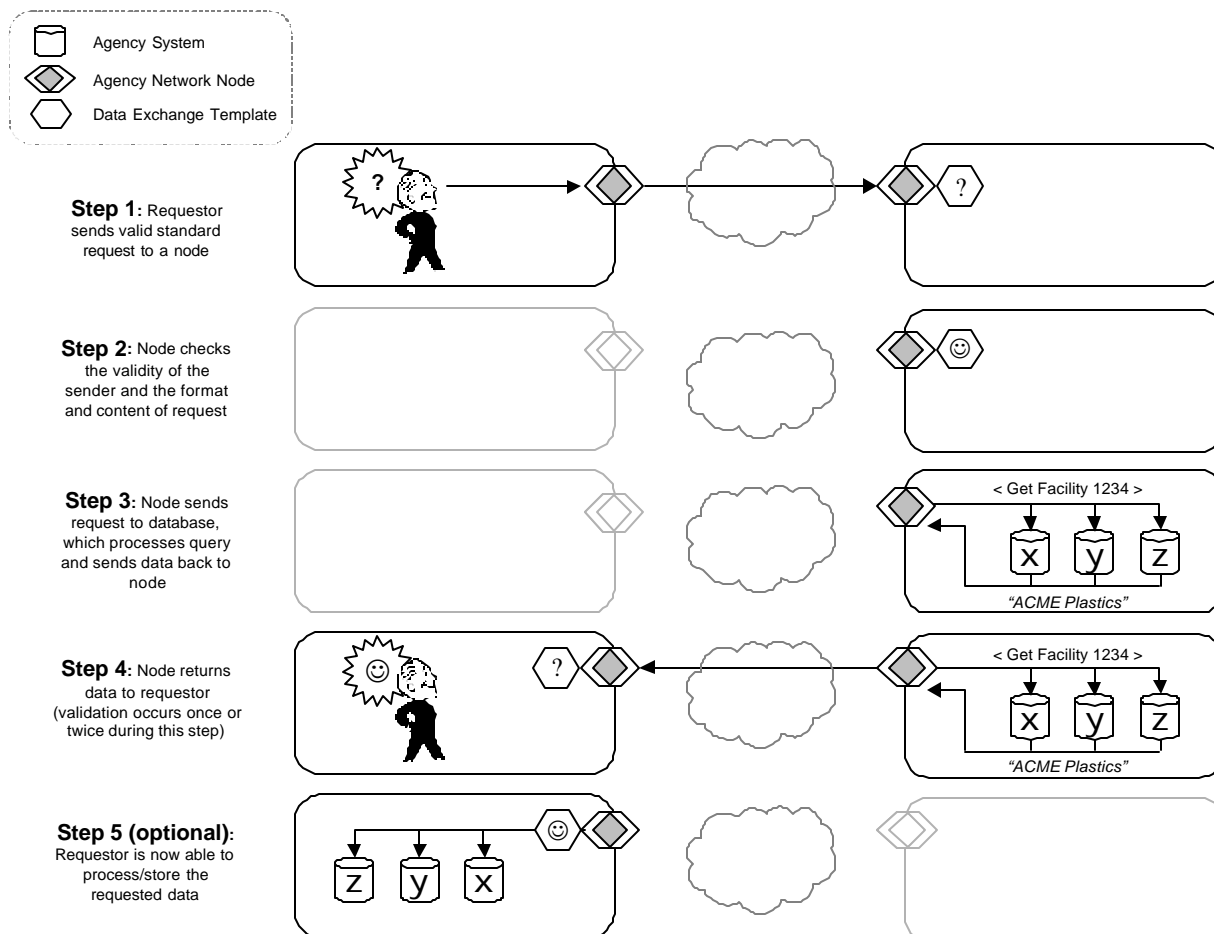 Agency System
Agency Network Node
Data Exchange Template
?
?
Step 1: Requestor
sends valid standard
request to a node
Step 2: Node checks
the validity of the
sender and the format
and content of request
Step 3: Node sends
request to database,
which processes query
and sends data back to
node
< Get Facility 1234 >
x y z
"ACME Plastics"
Step 4: Node returns
data to requestor
(validation occurs once or
twice during this step)
?
< Get Facility 1234 >
x y z
"ACME Plastics"
Step 5 (optional):
Requestor is now able to
process/store the
requested data
z y x